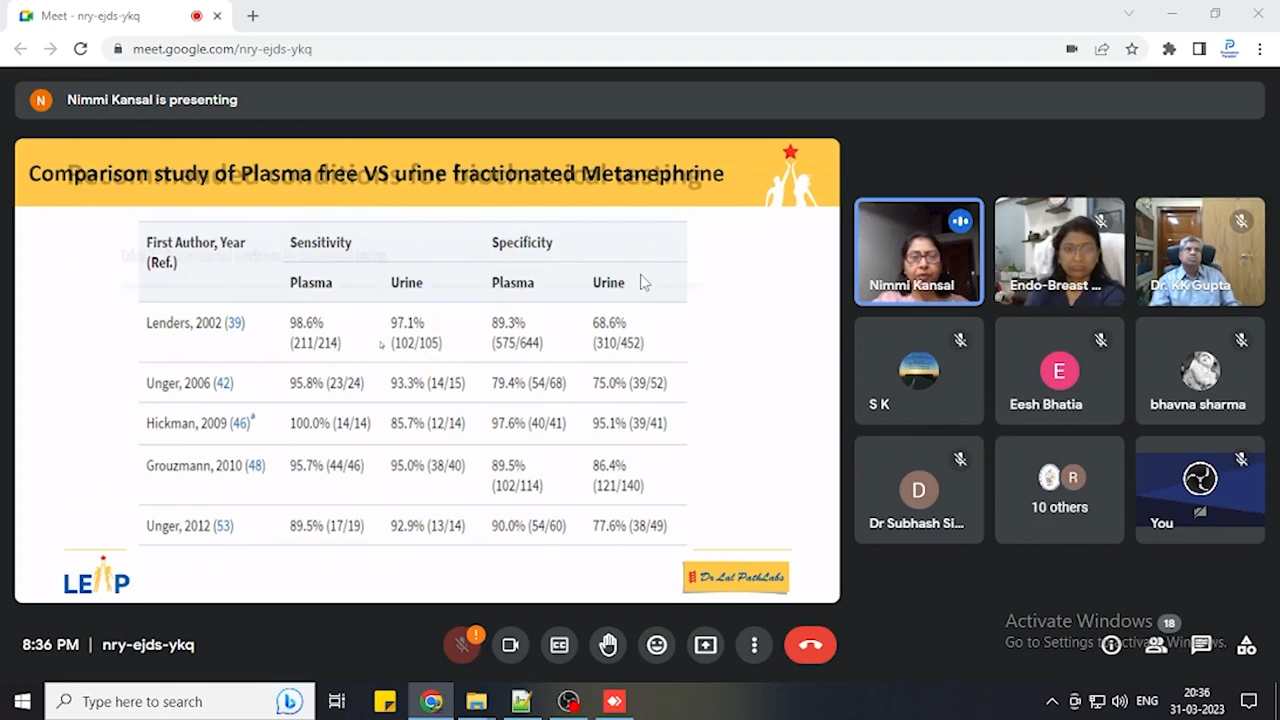 Meet - nry-ejds-ykq
meet.google.com/nry-ejds-ykq
N Nimmi Kansal is presenting
Comparison study of Plasma free VS urine fractionated Metanephrine
Recommended conditions for biochemical testing
First Author, Year (Ref.) Sensitivity Specificity
Plasma Urine Plasma Urine
Lenders, 2002 (39) 98.6% (211/214) 97.1% (102/105) 89.3% (575/644) 68.6% (310/452)
Unger, 2006 (42) 95.8% (23/24) 93.3% (14/15) 79.4% (54/68) 75.0% (39/52)
Hickman, 2009 (46)a 100.0% (14/14) 85.7% (12/14) 97.6% (40/41) 95.1% (39/41)
Grouzmann, 2010 (48) 95.7% (44/46) 95.0% (38/40) 89.5% (102/114) 86.4% (121/140)
Unger, 2012 (53) 89.5% (17/19) 92.9% (13/14) 90.0% (54/60) 77.6% (38/49)
LEAP
Dr Lal PathLabs
Nimmi Kansal
Endo-Breast ...
Dr. KK Gupta
S K
E
Eesh Bhatia
bhavna sharma
D
Dr Subhash Si...
R
10 others
You
Activate Windows
Go to Settings to activate Windows.
18
8:36 PM | nry-ejds-ykq
Type here to search
ENG
20:36
31-03-2023